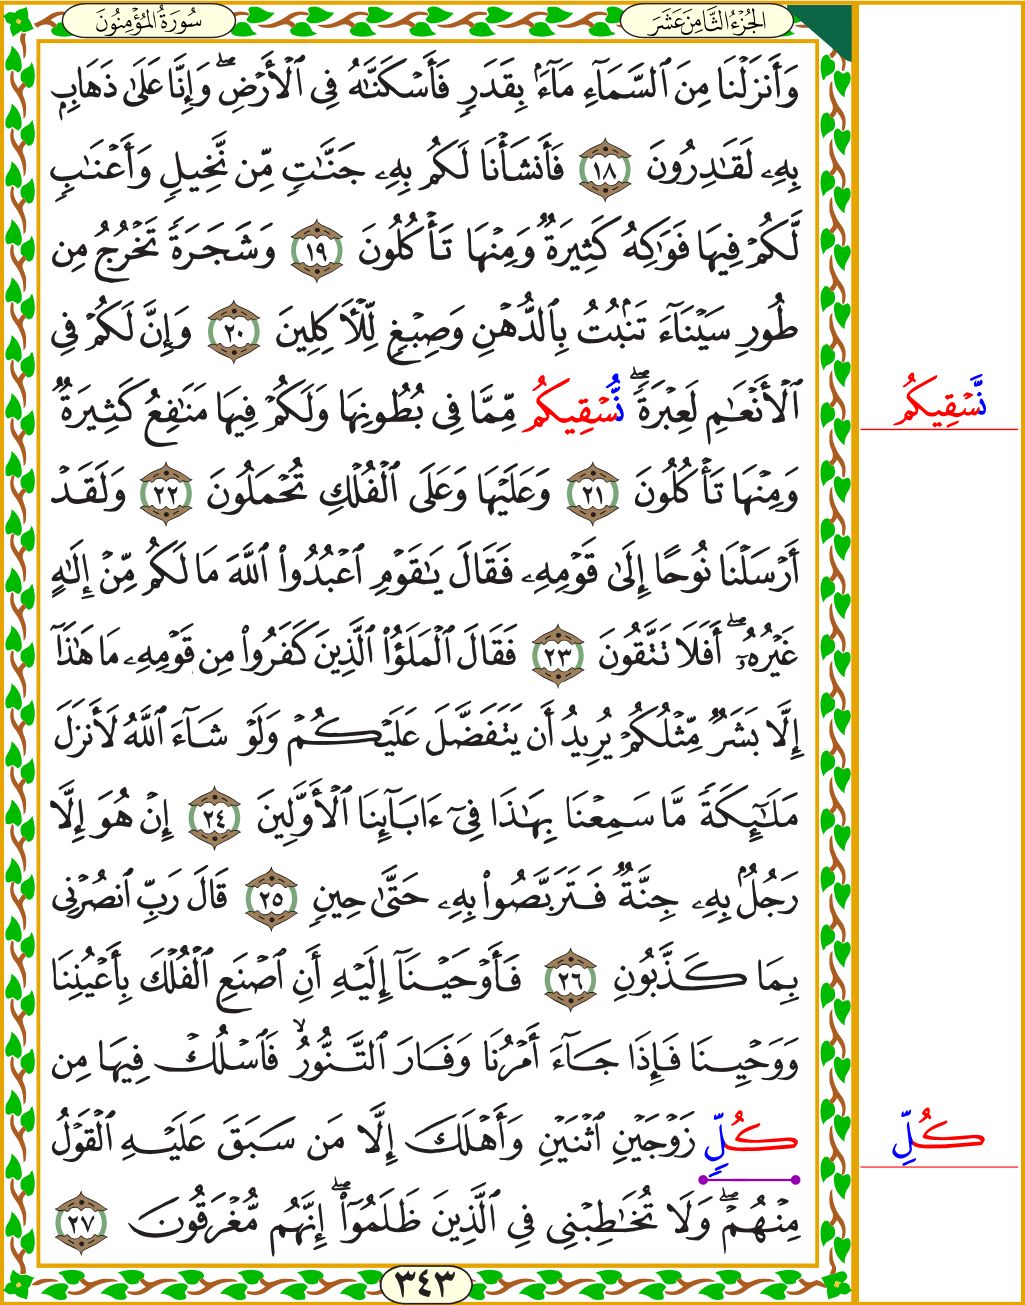 الجُزْءُ الثَّامِنَ عَشَرَ
سُورَةُ المُؤْمِنُونَ
وَأَنزَلْنَا مِنَ ٱلسَّمَآءِ مَآءَۢ بِقَدَرٖ فَأَسْكَنَّٰهُ فِى ٱلْأَرْضِۖ وَإِنَّا عَلَىٰ ذَهَابِۭ
بِهِۦ لَقَٰدِرُونَ ١٨ فَأَنشَأْنَا لَكُم بِهِۦ جَنَّٰتٖ مِّن نَّخِيلٖ وَأَعْنَٰبٖ
لَّكُمْ فِيهَا فَوَٰكِهُ كَثِيرَةٞ وَمِنْهَا تَأْكُلُونَ ١٩ وَشَجَرَةٗ تَخْرُجُ مِن
طُورِ سَيْنَآءَ تَنۢبُتُ بِٱلدُّهْنِ وَصِبْغٖ لِّلْأٓكِلِينَ ٢٠ وَإِنَّ لَكُمْ فِى
ٱلْأَنْعَٰمِ لَعِبْرَةٗۖ نُّسْقِيكُم مِّمَّا فِى بُطُونِهَا وَلَكُمْ فِيهَا مَنَٰفِعُ كَثِيرَةٞ
نَّسْقِيكُم
وَمِنْهَا تَأْكُلُونَ ٢١ وَعَلَيْهَا وَعَلَى ٱلْفُلْكِ تُحْمَلُونَ ٢٢ وَلَقَدْ
أَرْسَلْنَا نُوحًا إِلَىٰ قَوْمِهِۦ فَقَالَ يَٰقَوْمِ ٱعْبُدُواْ ٱللَّهَ مَا لَكُم مِّنْ إِلَٰهٍ
غَيْرُهُۥٓۖ أَفَلَا تَتَّقُونَ ٢٣ فَقَالَ ٱلْمَلَؤُاْ ٱلَّذِينَ كَفَرُواْ مِن قَوْمِهِۦ مَا هَٰذَآ
إِلَّا بَشَرٞ مِّثْلُكُمْ يُرِيدُ أَن يَتَفَضَّلَ عَلَيْكُمْ وَلَوْ شَآءَ ٱللَّهُ لَأَنزَلَ
مَلَٰٓئِكَةٗ مَّا سَمِعْنَا بِهَٰذَا فِىٓ ءَابَآئِنَا ٱلْأَوَّلِينَ ٢٤ إِنْ هُوَ إِلَّا
رَجُلُۢ بِهِۦ جِنَّةٞ فَتَرَبَّصُواْ بِهِۦ حَتَّىٰ حِينٖ ٢٥ قَالَ رَبِّ ٱنصُرْنِى
بِمَا كَذَّبُونِ ٢٦ فَأَوْحَيْنَآ إِلَيْهِ أَنِ ٱصْنَعِ ٱلْفُلْكَ بِأَعْيُنِنَا
وَوَحْيِنَا فَإِذَا جَآءَ أَمْرُنَا وَفَارَ ٱلتَّنُّورُۙ فَٱسْلُكْ فِيهَا مِن
كُلِّٖ زَوْجَيْنِ ٱثْنَيْنِ وَأَهْلَكَ إِلَّا مَن سَبَقَ عَلَيْهِ ٱلْقَوْلُ
كُلِّ
مِنْهُمْۖ وَلَا تُخَٰطِبْنِى فِى ٱلَّذِينَ ظَلَمُوٓاْۖ إِنَّهُم مُّغْرَقُونَ ٢٧
٣٤٣